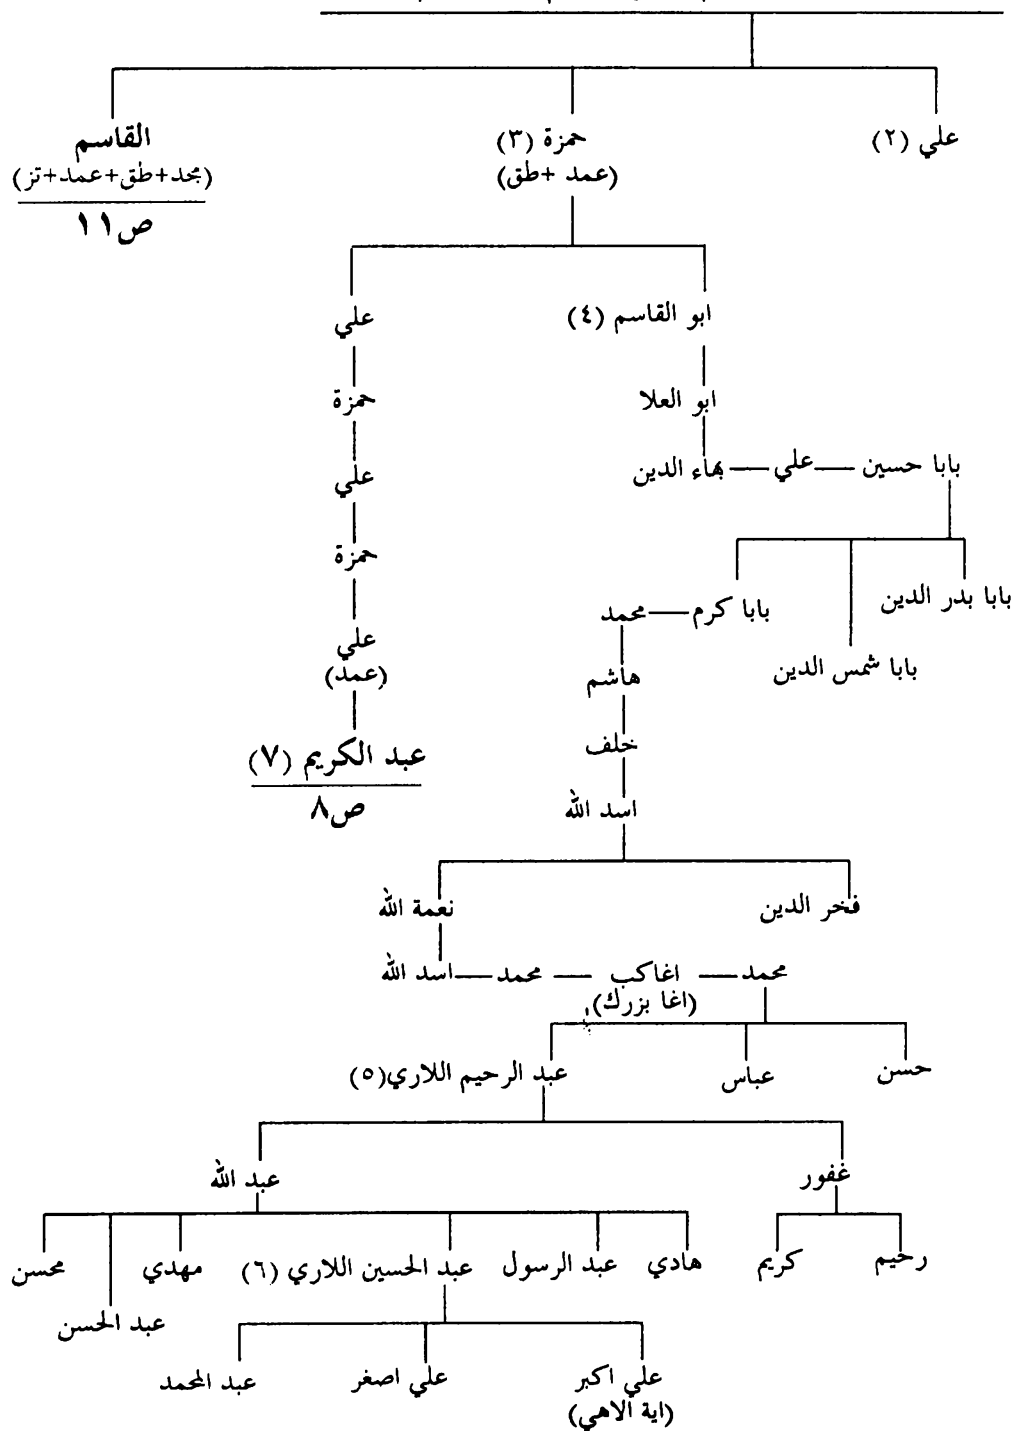 علي (٢)
حمزة (٣)
القاسم
(عمد +طق)
(مجد+طق+عمد+تز)
ص١١
ابو القاسم (٤)
علي
ابو العلا
حمزة
بابا حسين — علي — بهاء الدين
علي
حمزة
بابا بدر الدين
بابا كرم — محمد
علي
بابا شمس الدين
(عمد)
هاشم
خلف
عبد الكريم (٧)
ص٨
اسد الله
فخر الدين
نعمة الله
محمد — اغاكب — محمد — اسد الله
(اغا بزرك)
حسن
عباس
عبد الرحيم اللاري(٥)
غفور
عبد الله
رحيم
كريم
هادي
عبد الرسول
عبد الحسين اللاري (٦)
مهدي
محسن
عبد الحسن
علي اكبر
علي اصغر
عبد المحمد
(اية الاهي)